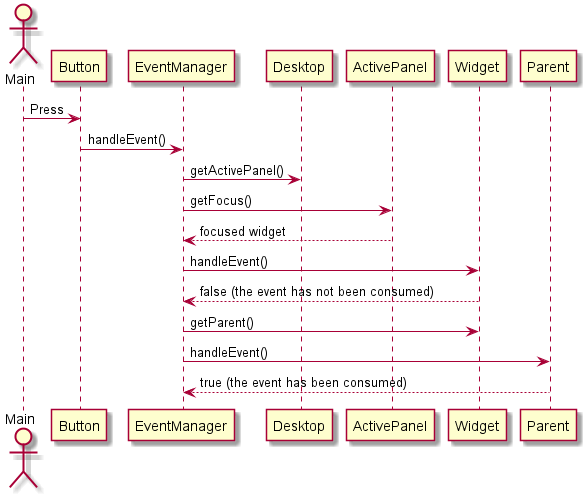 Main
Button
EventManager
Desktop
ActivePanel
Widget
Parent
Press
handleEvent()
getActivePanel()
getFocus()
focused widget
handleEvent()
false (the event has not been consumed)
getParent()
handleEvent()
true (the event has been consumed)
Main
Button
EventManager
Desktop
ActivePanel
Widget
Parent